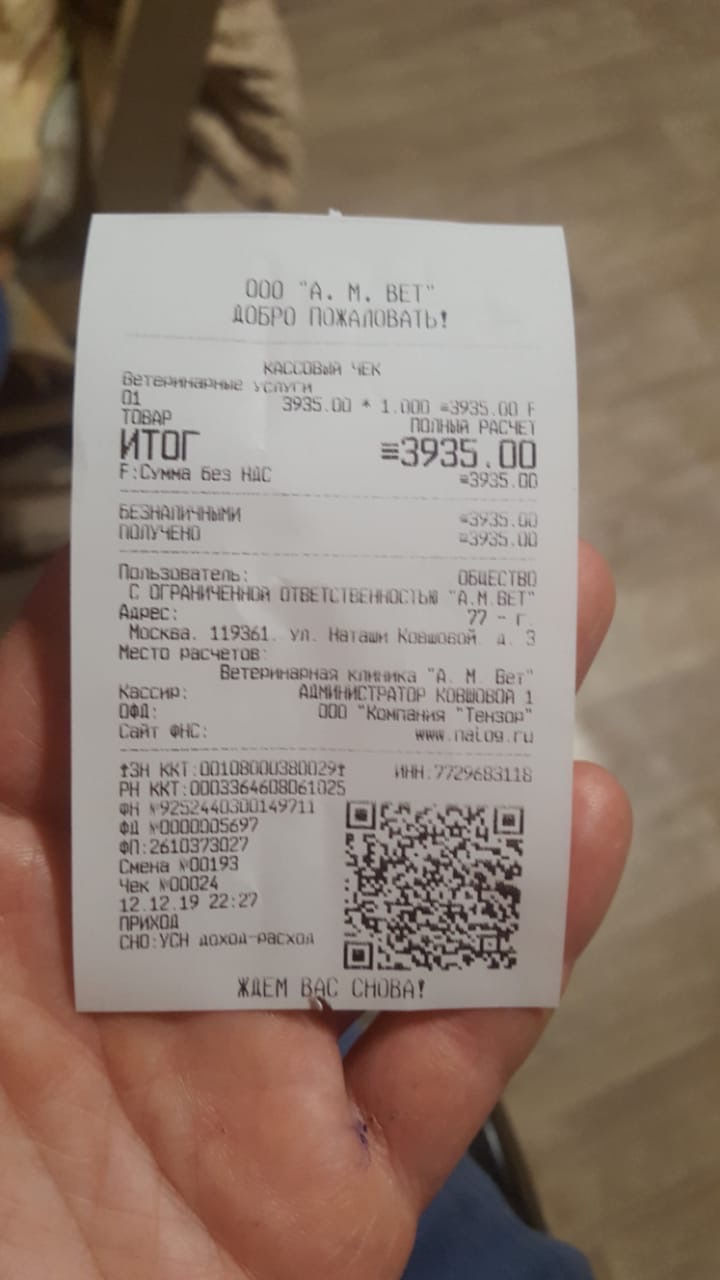 ООО "А. М. ВЕТ"
ДОБРО ПОЖАЛОВАТЬ!
КАССОВЫЙ ЧЕК
Ветеринарные услуги
01 3935.00 * 1.000 =3935.00 F
ТОВАР ПОЛНЫЙ РАСЧЕТ
ИТОГ ≡3935.00
F:Сумма без НДС ≡3935.00
БЕЗНАЛИЧНЫМИ =3935.00
ПОЛУЧЕНО =3935.00
Пользователь: ОБЩЕСТВО
С ОГРАНИЧЕННОЙ ОТВЕТСТВЕННОСТЬЮ "А.М.ВЕТ"
Адрес: 77 - г.
Москва. 119361. ул. Наташи Ковшовой д. 3
Место расчетов:
Ветеринарная клиника "А. М. Вет"
Кассир: АДМИНИСТРАТОР КОВШОВОЙ 1
ОФД: ООО "Компания "Тензор"
Сайт ФНС: www.nalog.ru
↑ЗН ККТ:00108000380029↑ ИНН:7729683118
РН ККТ:0003364608061025
ФН №9252440300149711
ФД №0000005697
ФП:2610373027
Смена №00193
Чек №00024
12.12.19 22:27
ПРИХОД
СНО:УСН доход-расход
ЖДЕМ ВАС СНОВА!